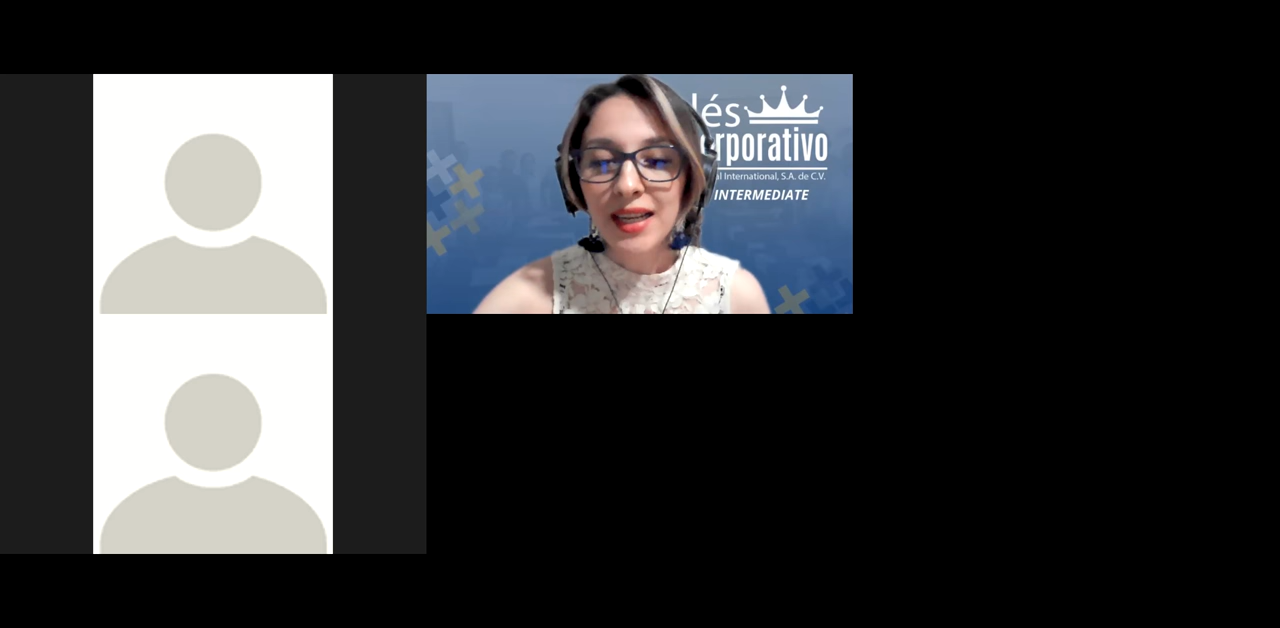 lés
rporativo
al International, S.A. de C.V.
INTERMEDIATE